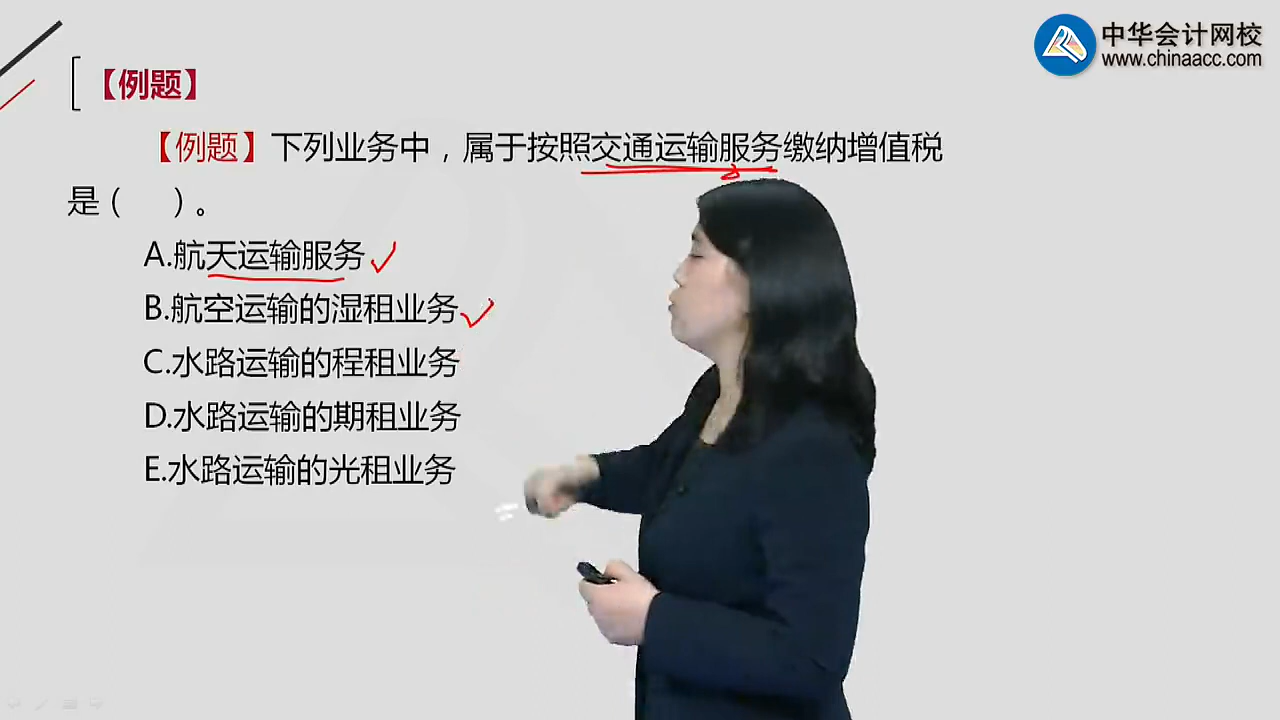 中华会计网校
www.chinaacc.com
【例题】
【例题】下列业务中，属于按照交通运输服务缴纳增值税
是（ ）。
A.航天运输服务
B.航空运输的湿租业务
C.水路运输的程租业务
D.水路运输的期租业务
E.水路运输的光租业务